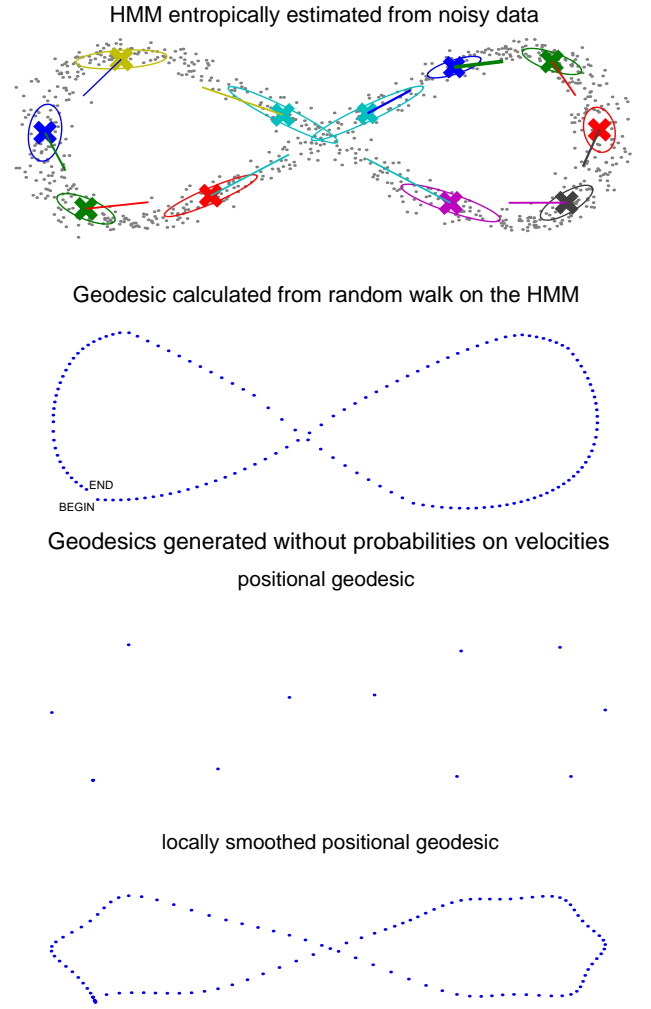 HMM entropically estimated from noisy data
Geodesic calculated from random walk on the HMM
END
BEGIN
Geodesics generated without probabilities on velocities
positional geodesic
locally smoothed positional geodesic